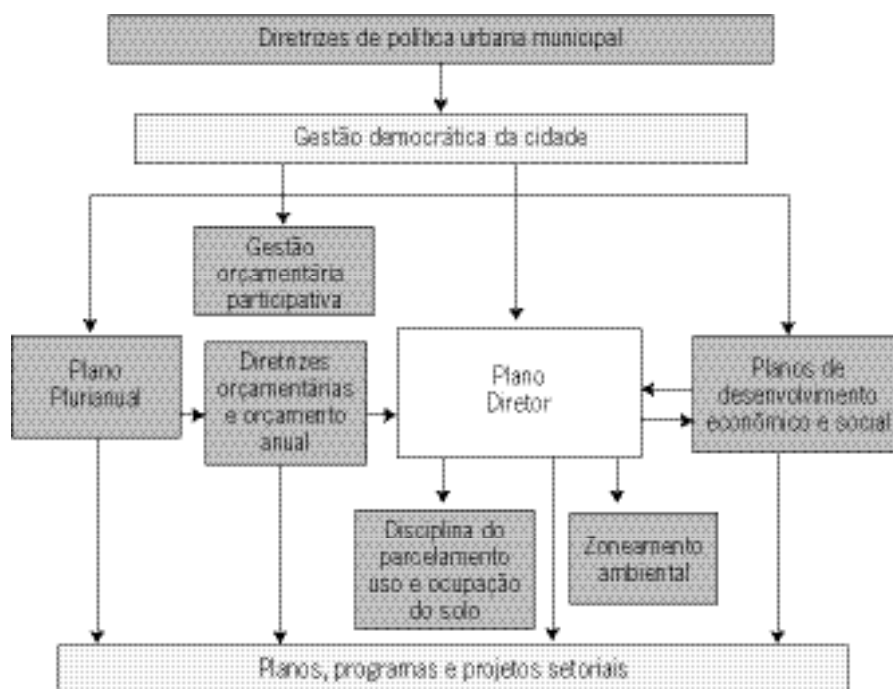 Diretrizes de política urbana municipal
Gestão democrática da cidade
Gestão
orçamentária
participativa
Plano
Plurianual
Diretrizes
orçamentárias
e orçamento
anual
Plano
Diretor
Planos de
desenvolvimento
econômico e social
Disciplina do
parcelamento
uso e ocupação
do solo
Zoneamento
ambiental
Planos, programas e projetos setoriais